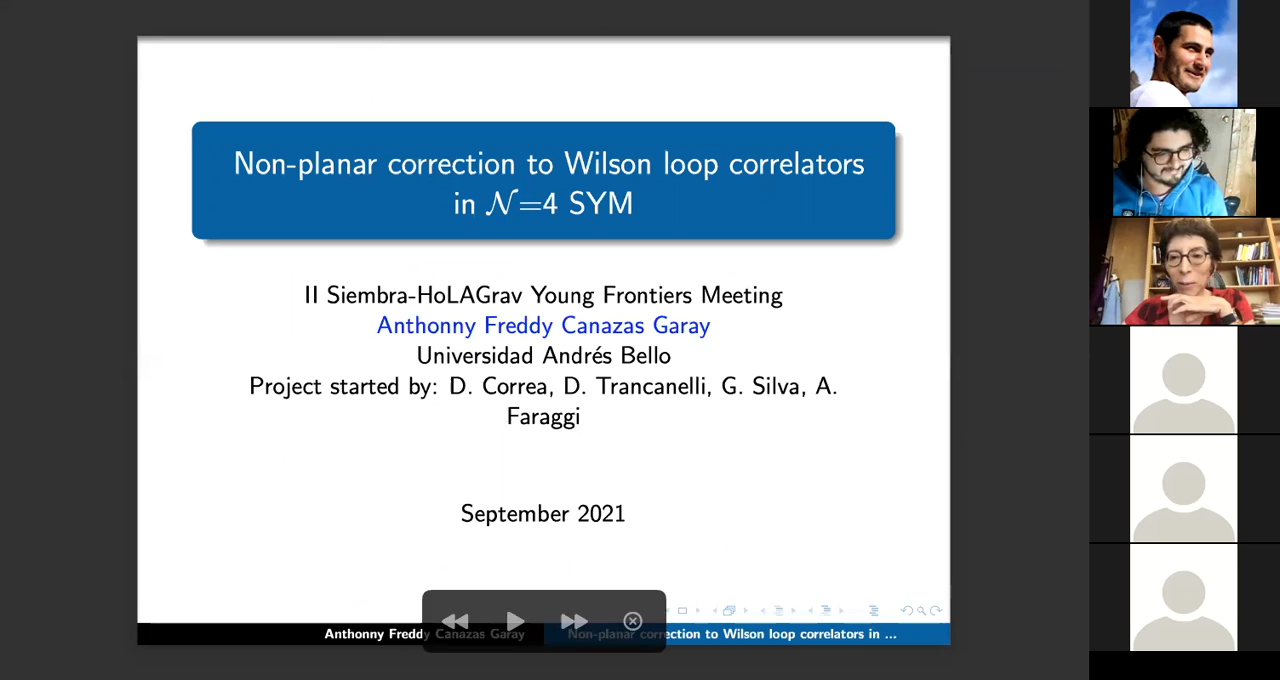 Non-planar correction to Wilson loop correlators
in 𝒩=4 SYM
II Siembra-HoLAGrav Young Frontiers Meeting
Anthonny Freddy Canazas Garay
Universidad Andrés Bello
Project started by: D. Correa, D. Trancanelli, G. Silva, A.
Faraggi
September 2021
Anthonny Freddy Canazas Garay
Non-planar correction to Wilson loop correlators in ...